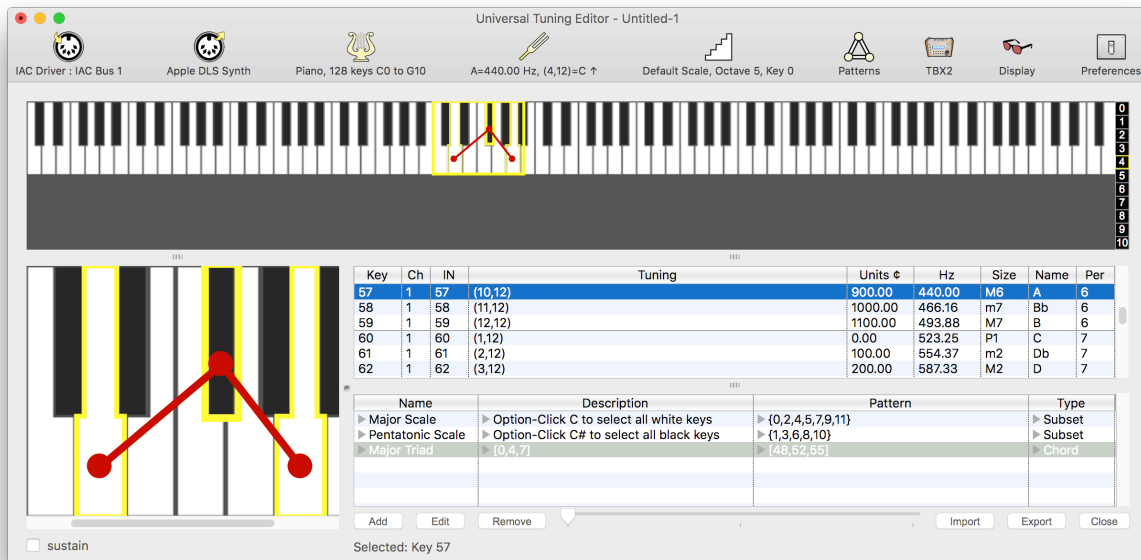 Universal Tuning Editor - Untitled-1
IAC Driver : IAC Bus 1 Apple DLS Synth Piano, 128 keys C0 to G10 A=440.00 Hz, (4,12)=C ↑ Default Scale, Octave 5, Key 0 Patterns TBX2 Display Preferences
0
1
2
3
4
5
6
7
8
9
10
Key Ch IN Tuning Units ¢ Hz Size Name Per
57 1 57 (10,12) 900.00 440.00 M6 A 6
58 1 58 (11,12) 1000.00 466.16 m7 Bb 6
59 1 59 (12,12) 1100.00 493.88 M7 B 6
60 1 60 (1,12) 0.00 523.25 P1 C 7
61 1 61 (2,12) 100.00 554.37 m2 Db 7
62 1 62 (3,12) 200.00 587.33 M2 D 7
Name Description Pattern Type
Major Scale Option-Click C to select all white keys {0,2,4,5,7,9,11} Subset
Pentatonic Scale Option-Click C# to select all black keys {1,3,6,8,10} Subset
Major Triad [0,4,7] [48,52,55] Chord
Add Edit Remove Import Export Close
sustain Selected: Key 57